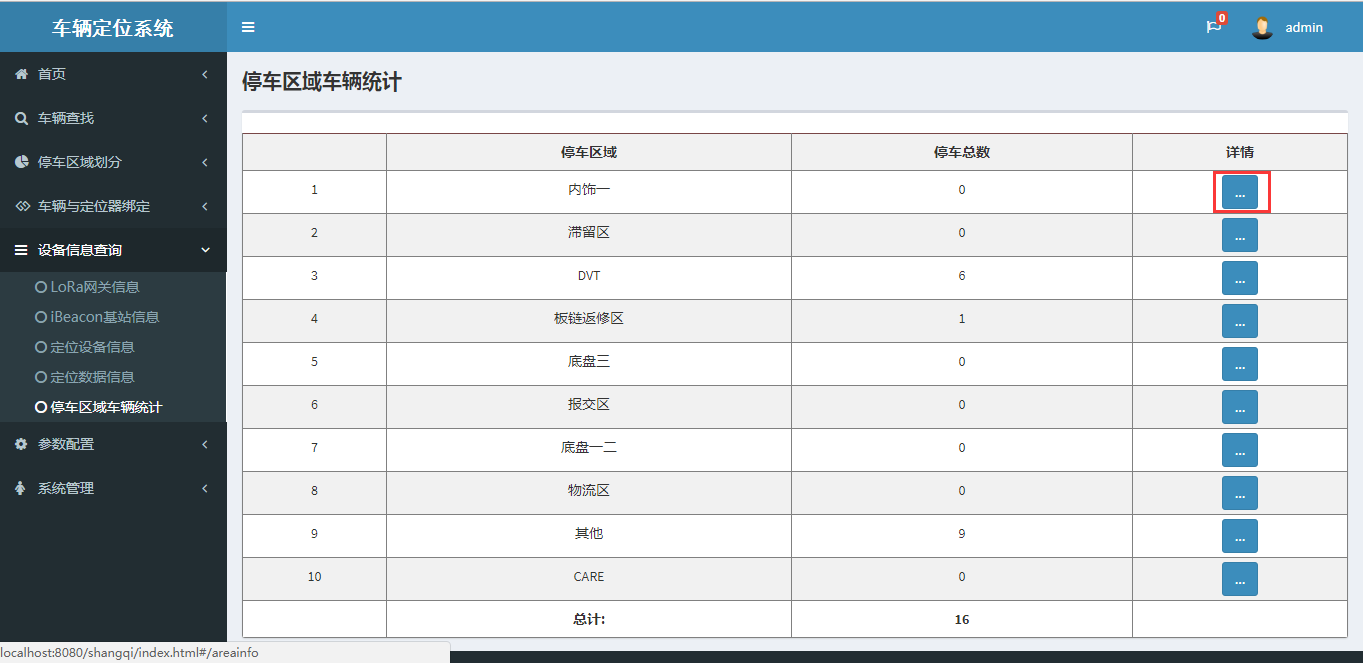 车辆定位系统
0
admin
首页
车辆查找
停车区域划分
车辆与定位器绑定
设备信息查询
LoRa网关信息
iBeacon基站信息
定位设备信息
定位数据信息
停车区域车辆统计
参数配置
系统管理
停车区域车辆统计
停车区域 停车总数 详情
1 内饰一 0 ...
2 滞留区 0 ...
3 DVT 6 ...
4 板链返修区 1 ...
5 底盘三 0 ...
6 报交区 0 ...
7 底盘一二 0 ...
8 物流区 0 ...
9 其他 9 ...
10 CARE 0 ...
总计: 16
localhost:8080/shangqi/index.html#/areainfo